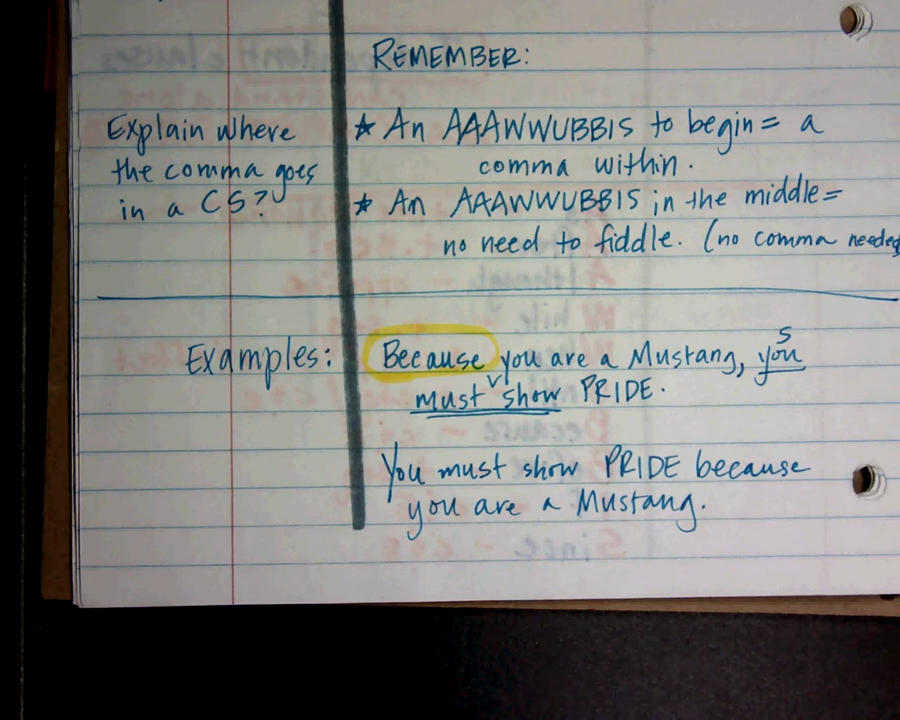 REMEMBER:
Explain where
the comma goes
in a CS?
★ An AAAWWUBBIS to begin = a
comma within.
★ An AAAWWUBBIS in the middle =
no need to fiddle. (no comma needed
Examples:
S
Because you are a Mustang, you
V
must show PRIDE.
You must show PRIDE because
you are a Mustang.